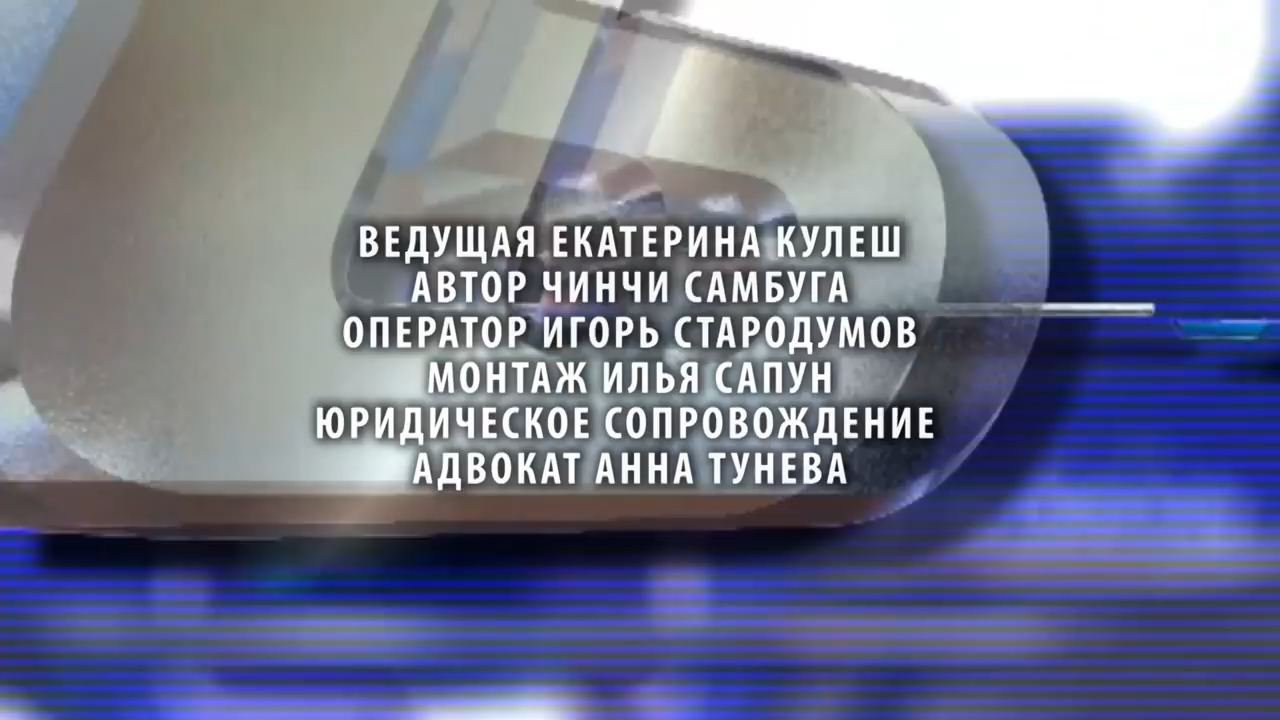 ВЕДУЩАЯ ЕКАТЕРИНА КУЛЕШ
АВТОР ЧИНЧИ САМБУГА
ОПЕРАТОР ИГОРЬ СТАРОДУМОВ
МОНТАЖ ИЛЬЯ САПУН
ЮРИДИЧЕСКОЕ СОПРОВОЖДЕНИЕ
АДВОКАТ АННА ТУНЕВА